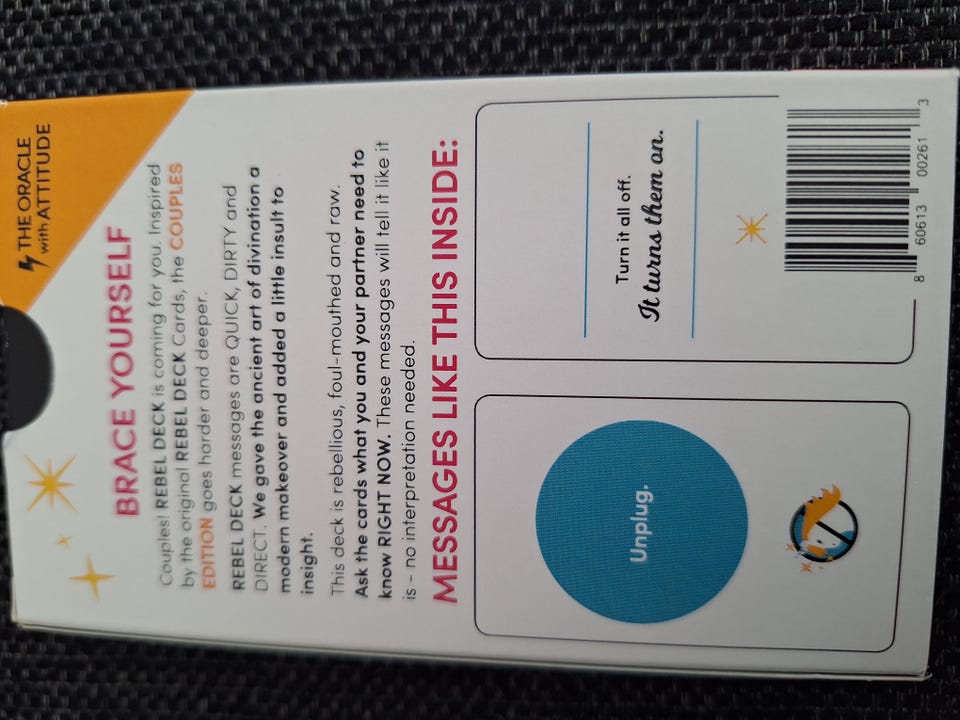 THE ORACLE
with ATTITUDE
BRACE YOURSELF
Couples! REBEL DECK is coming for you. Inspired
by the original REBEL DECK Cards, the COUPLES
EDITION goes harder and deeper.
REBEL DECK messages are QUICK, DIRTY and
DIRECT. We gave the ancient art of divination a
modern makeover and added a little insult to
insight.
This deck is rebellious, foul-mouthed and raw.
Ask the cards what you and your partner need to
know RIGHT NOW. These messages will tell it like it
is - no interpretation needed.
MESSAGES LIKE THIS INSIDE:
Unplug.
Turn it all off.
It turns them on.
8 60613 00261 3